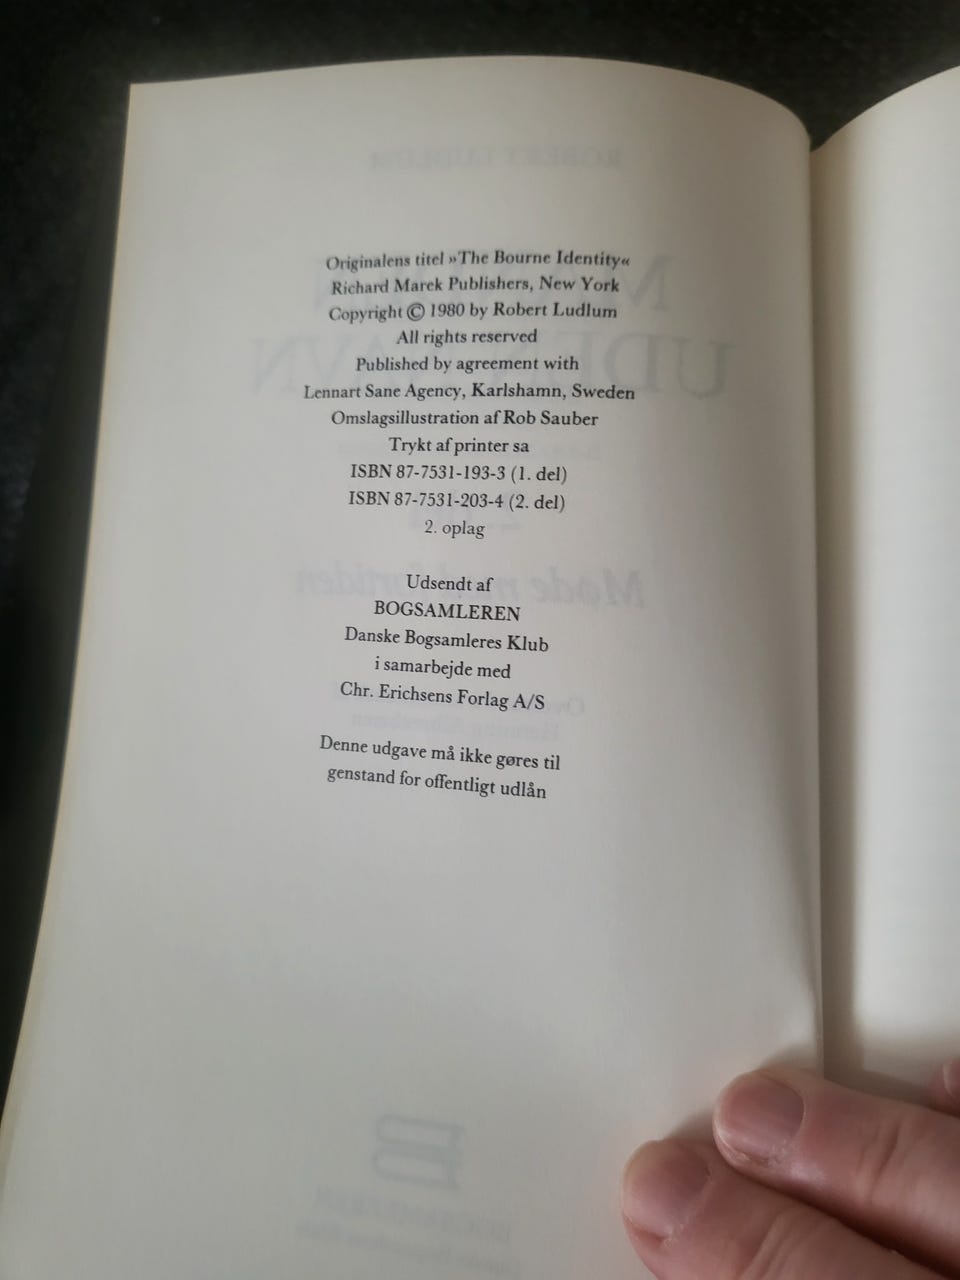 Originalens titel »The Bourne Identity«
Richard Marek Publishers, New York
Copyright © 1980 by Robert Ludlum
All rights reserved
Published by agreement with
Lennart Sane Agency, Karlshamn, Sweden
Omslagsillustration af Rob Sauber
Trykt af printer sa
ISBN 87-7531-193-3 (1. del)
ISBN 87-7531-203-4 (2. del)
2. oplag
Udsendt af
BOGSAMLEREN
Danske Bogsamleres Klub
i samarbejde med
Chr. Erichsens Forlag A/S
Denne udgave må ikke gøres til
genstand for offentligt udlån